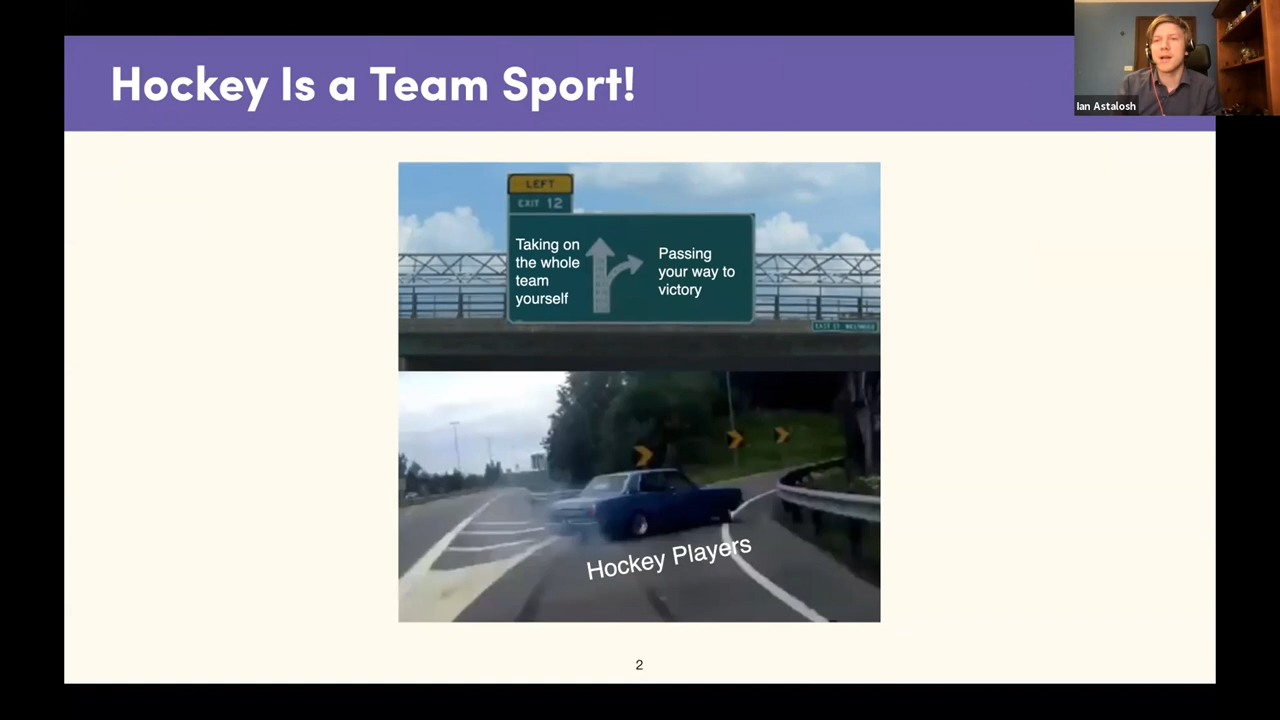 Hockey Is a Team Sport!
Ian Astalosh
LEFT
EXIT 12
Taking on
the whole
team
yourself
Passing
your way to
victory
Hockey Players
2